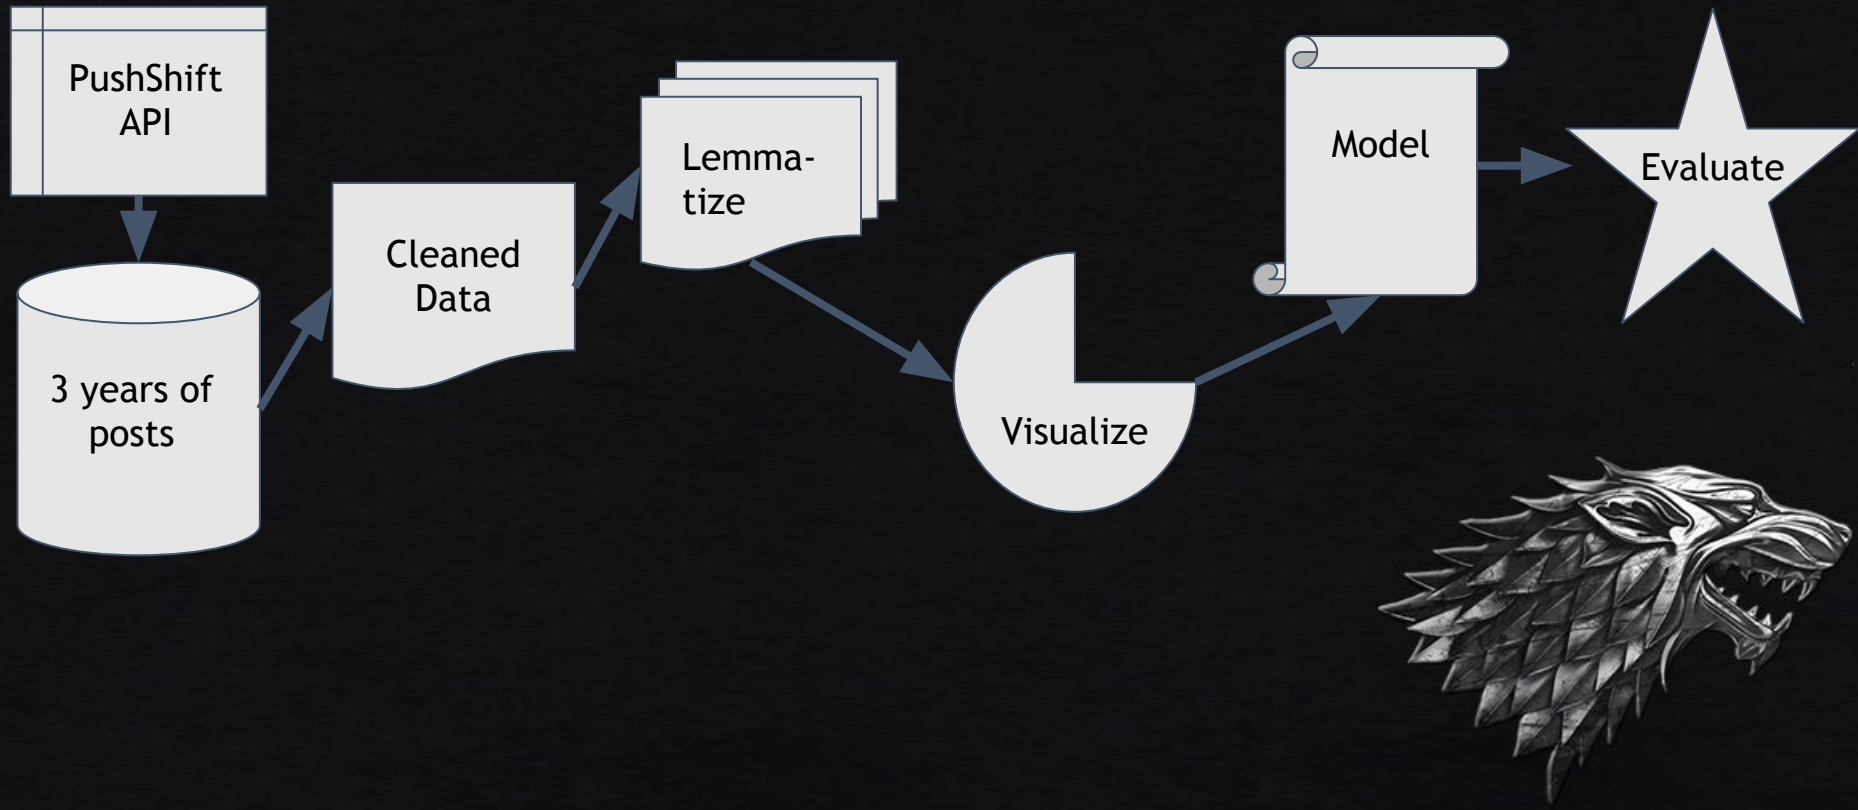 PushShift
API
3 years of
posts
Cleaned
Data
Lemma-
tize
Visualize
Model
Evaluate